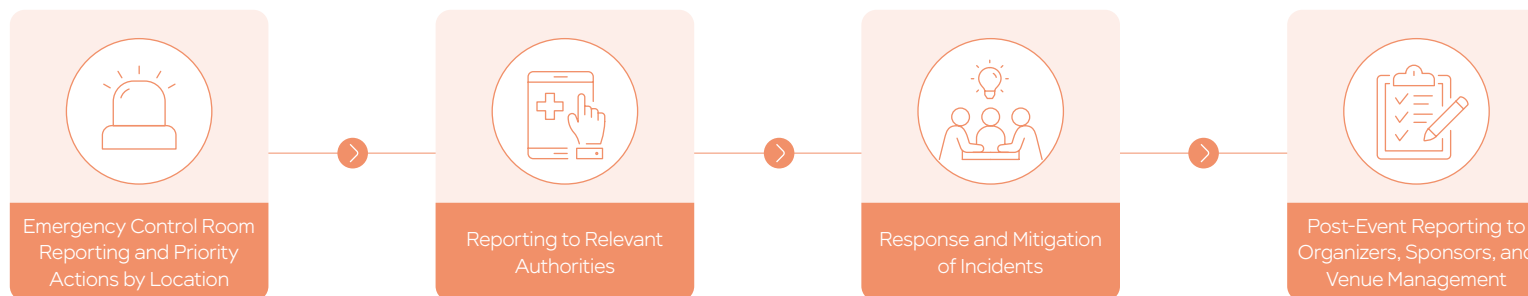 Emergency Control Room
Reporting and Priority
Actions by Location
Reporting to Relevant
Authorities
Response and Mitigation
of Incidents
Post-Event Reporting to
Organizers, Sponsors, and
Venue Management